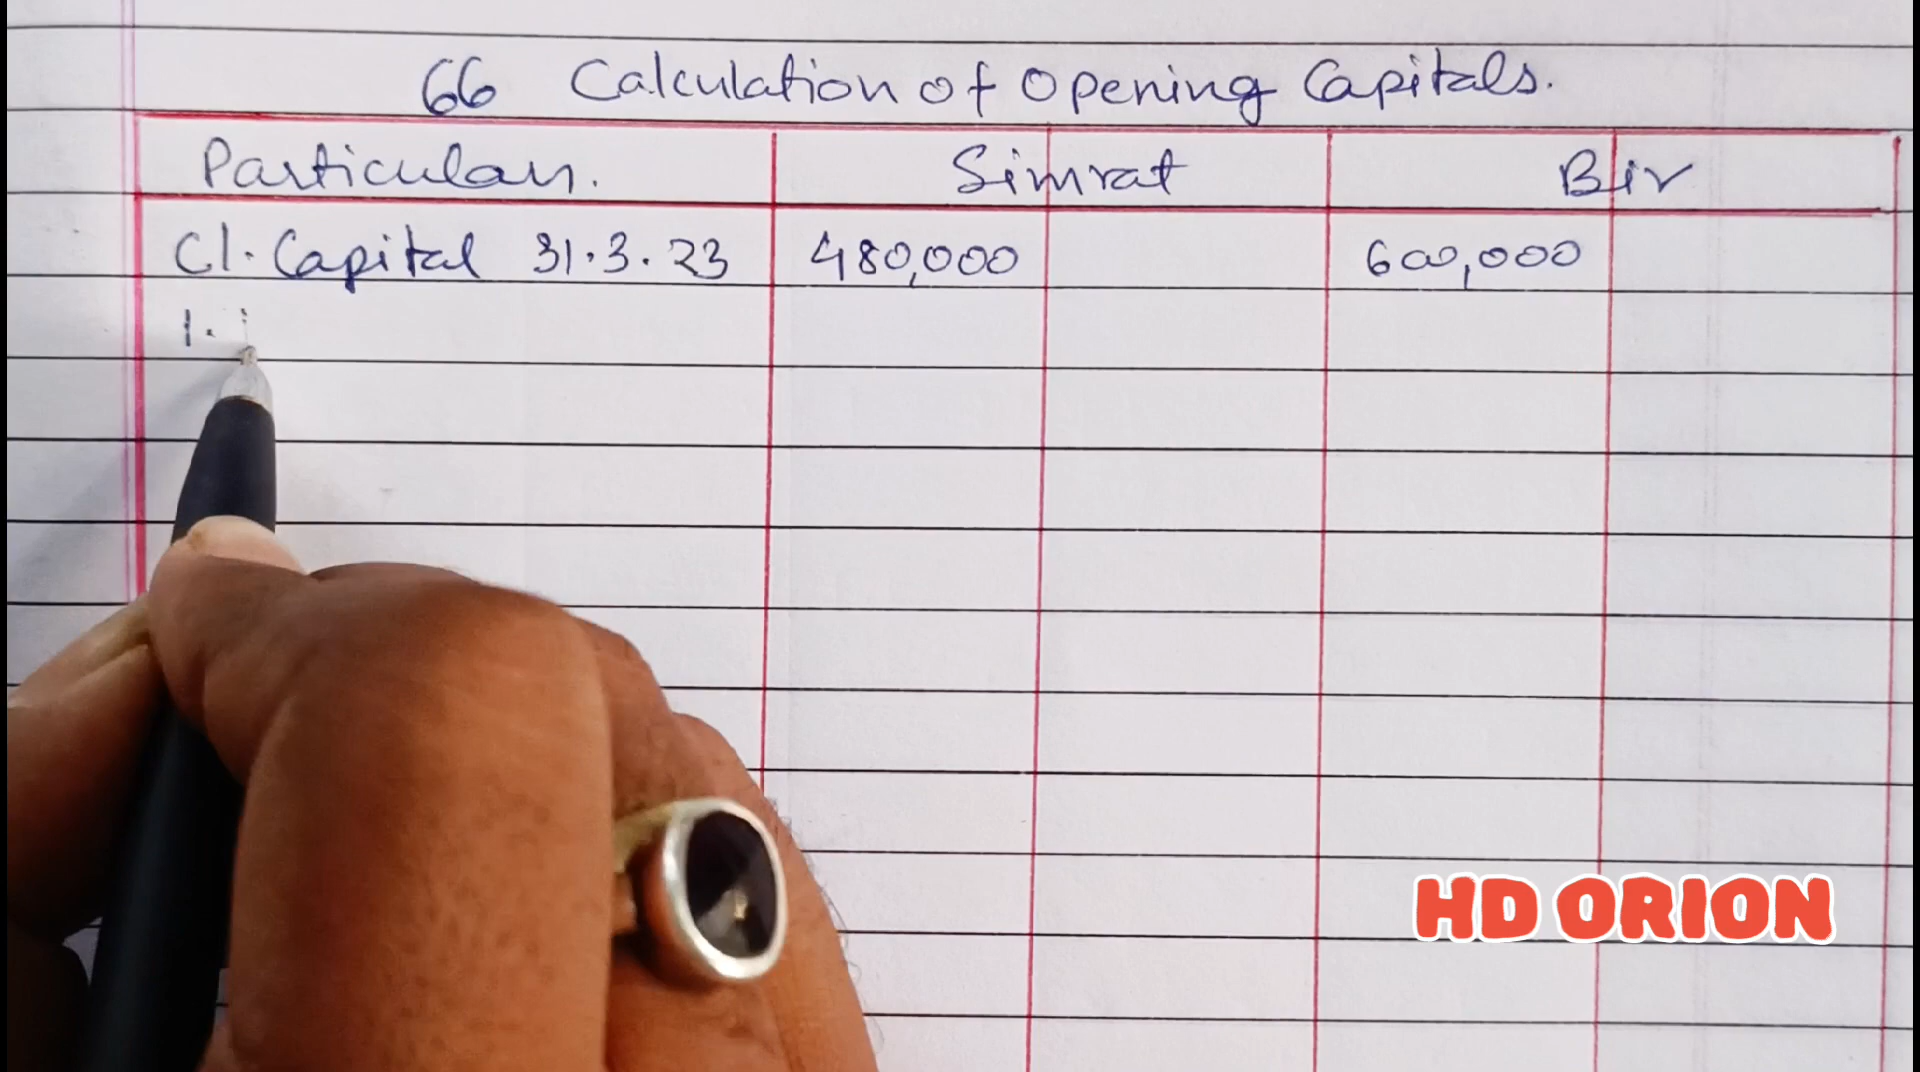 66 Calculation of Opening Capitals.
Particulars. Simrat Bir
Cl. Capital 31.3.23 480,000 600,000
1.
HD ORION